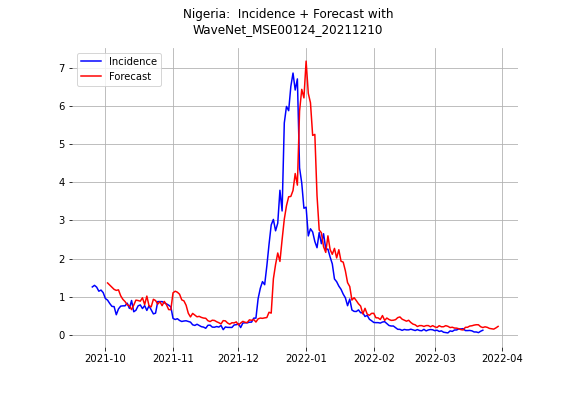 Nigeria:  Incidence + Forecast with
WaveNet_MSE00124_20211210
Incidence
Forecast
7
6
5
4
3
2
1
0
2021-10 2021-11 2021-12 2022-01 2022-02 2022-03 2022-04